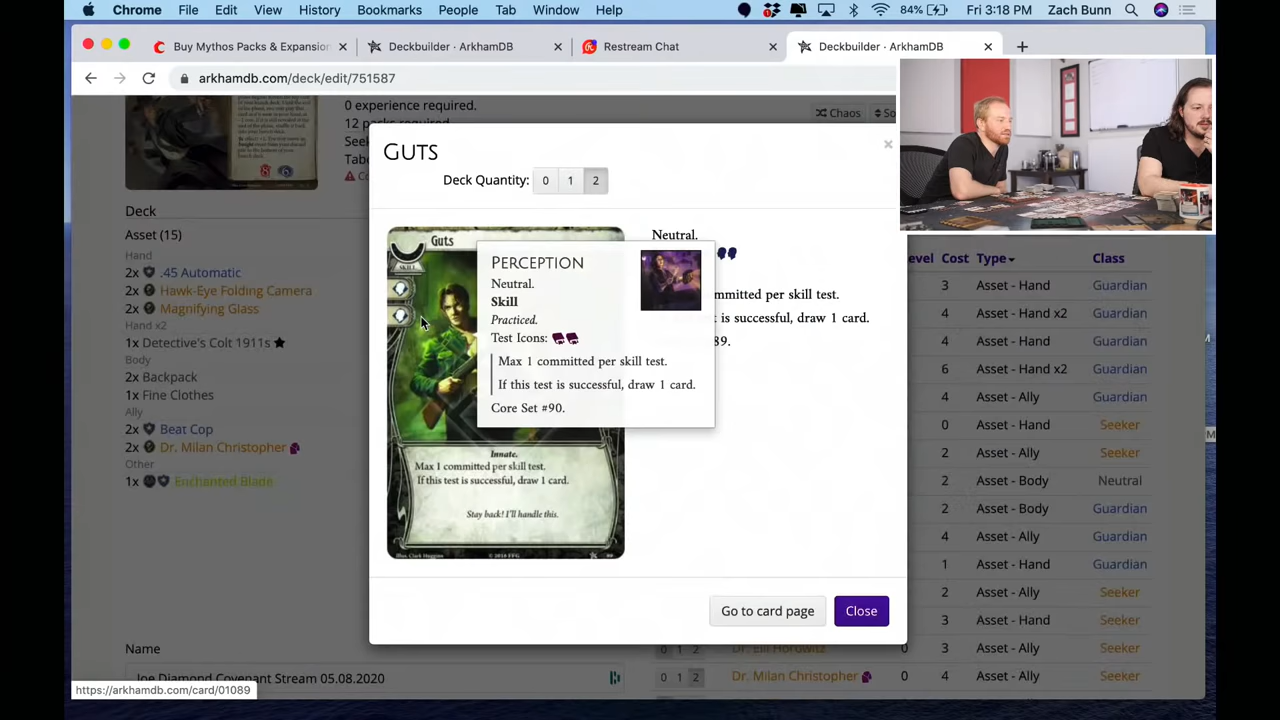 Chrome File Edit View History Bookmarks People Tab Window Help 84% Fri 3:18 PM Zach Bunn
Buy Mythos Packs & Expansion
Deckbuilder · ArkhamDB
Restream Chat
Deckbuilder · ArkhamDB
arkhamdb.com/deck/edit/751587
0 experience required.
12 packs required.
Seek
Tabe
Chaos
So
GUTS
Deck Quantity: 0 1 2
Deck
Asset (15)
2x .45 Automatic
2x Hawk-Eye Folding Camera
2x Magnifying Glass
Hand x2
1x Detective's Colt 1911s
Body
2x Backpack
1x Fine Clothes
Ally
2x Beat Cop
2x Dr. Milan Christopher
Other
1x Enchanted Blade
Guts
SKILL
Innate.
Max 1 committed per skill test.
If this test is successful, draw 1 card.
Stay back! I'll handle this.
Neutral.
mmitted per skill test.
t is successful, draw 1 card.
89.
PERCEPTION
Neutral.
Skill
Practiced.
Test Icons:
Max 1 committed per skill test.
If this test is successful, draw 1 card.
Core Set #90.
Go to card page
Close
evel Cost Type Class
3 Asset - Hand Guardian
4 Asset - Hand x2 Guardian
4 Asset - Hand Guardian
6 Asset - Hand x2 Guardian
4 Asset - Ally Guardian
0 Asset - Hand Seeker
2 Asset - Ally Seeker
2 Asset - Body Neutral
2 Asset - Body Guardian
4 Asset - Ally Guardian
1 Asset - Hand Guardian
2 Asset - Ally Seeker
3 Asset - Hand Seeker
0 1 2 Dr. Elli Horowitz 0 3 Asset - Ally Seeker
0 1 2 Dr. Milan Christopher 0 4 Asset - Ally Seeker
Name
Joe Diamond Covenant Stream 05.08.2020
https://arkhamdb.com/card/01089